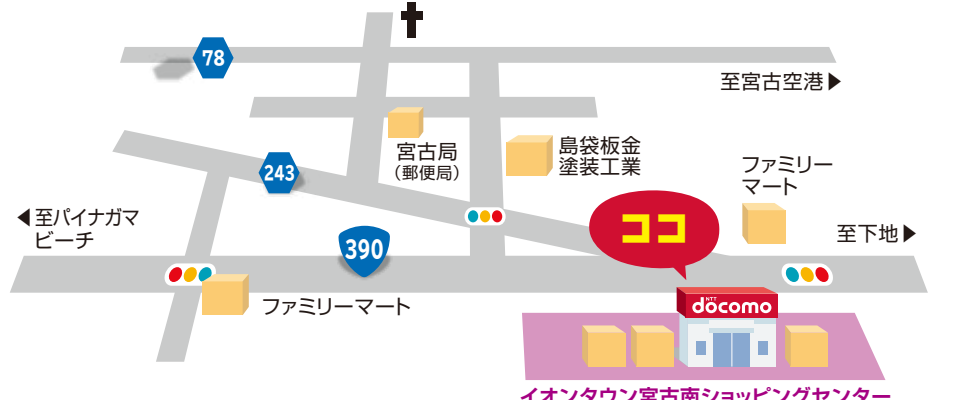 78
至宮古空港▶
宮古局
（郵便局）
島袋板金
塗装工業
243
ファミリー
マート
◀至パイナガマ
ビーチ
ココ
至下地▶
390
ファミリーマート
NTT
docomo
イオンタウン宮古南ショッピングセンター